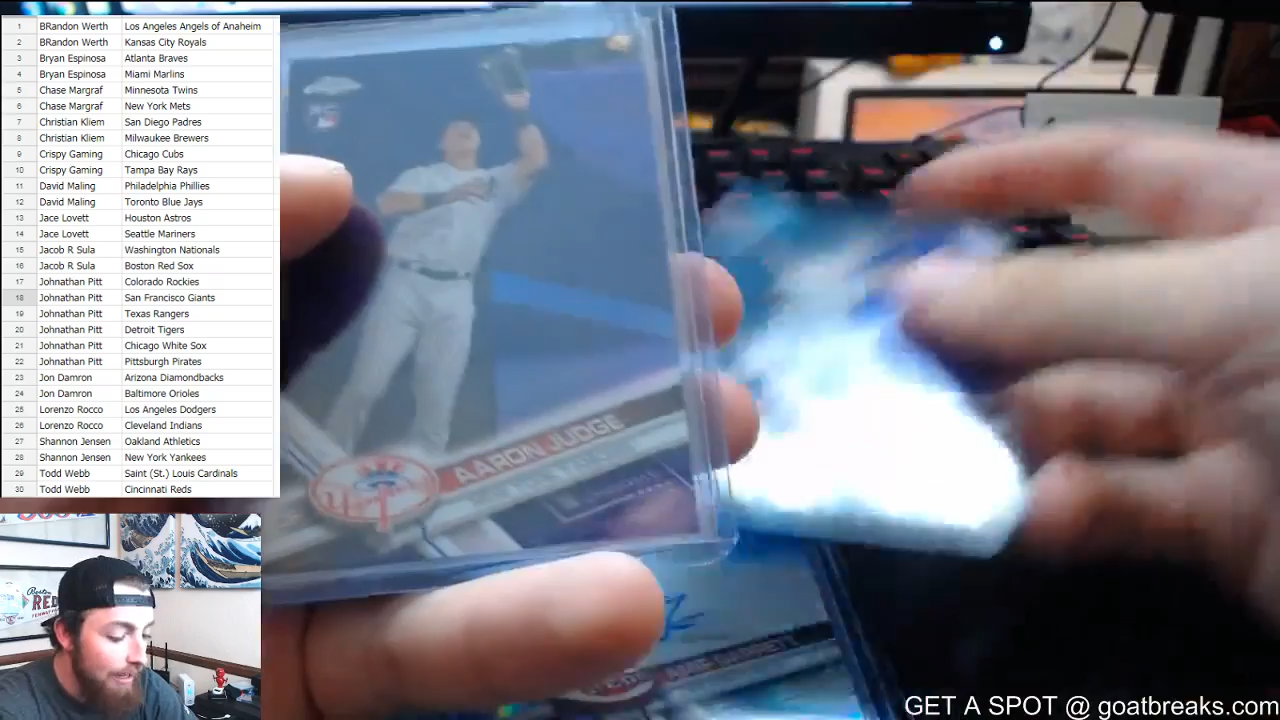 1 BRandon Werth Los Angeles Angels of Anaheim
2 BRandon Werth Kansas City Royals
3 Bryan Espinosa Atlanta Braves
4 Bryan Espinosa Miami Marlins
5 Chase Margraf Minnesota Twins
6 Chase Margraf New York Mets
7 Christian Kliem San Diego Padres
8 Christian Kliem Milwaukee Brewers
9 Crispy Gaming Chicago Cubs
10 Crispy Gaming Tampa Bay Rays
11 David Maling Philadelphia Phillies
12 David Maling Toronto Blue Jays
13 Jace Lovett Houston Astros
14 Jace Lovett Seattle Mariners
15 Jacob R Sula Washington Nationals
16 Jacob R Sula Boston Red Sox
17 Johnathan Pitt Colorado Rockies
18 Johnathan Pitt San Francisco Giants
19 Johnathan Pitt Texas Rangers
20 Johnathan Pitt Detroit Tigers
21 Johnathan Pitt Chicago White Sox
22 Johnathan Pitt Pittsburgh Pirates
23 Jon Damron Arizona Diamondbacks
24 Jon Damron Baltimore Orioles
25 Lorenzo Rocco Los Angeles Dodgers
26 Lorenzo Rocco Cleveland Indians
27 Shannon Jensen Oakland Athletics
28 Shannon Jensen New York Yankees
29 Todd Webb Saint (St.) Louis Cardinals
30 Todd Webb Cincinnati Reds
AARON JUDGE
GET A SPOT @ goatbreaks.com